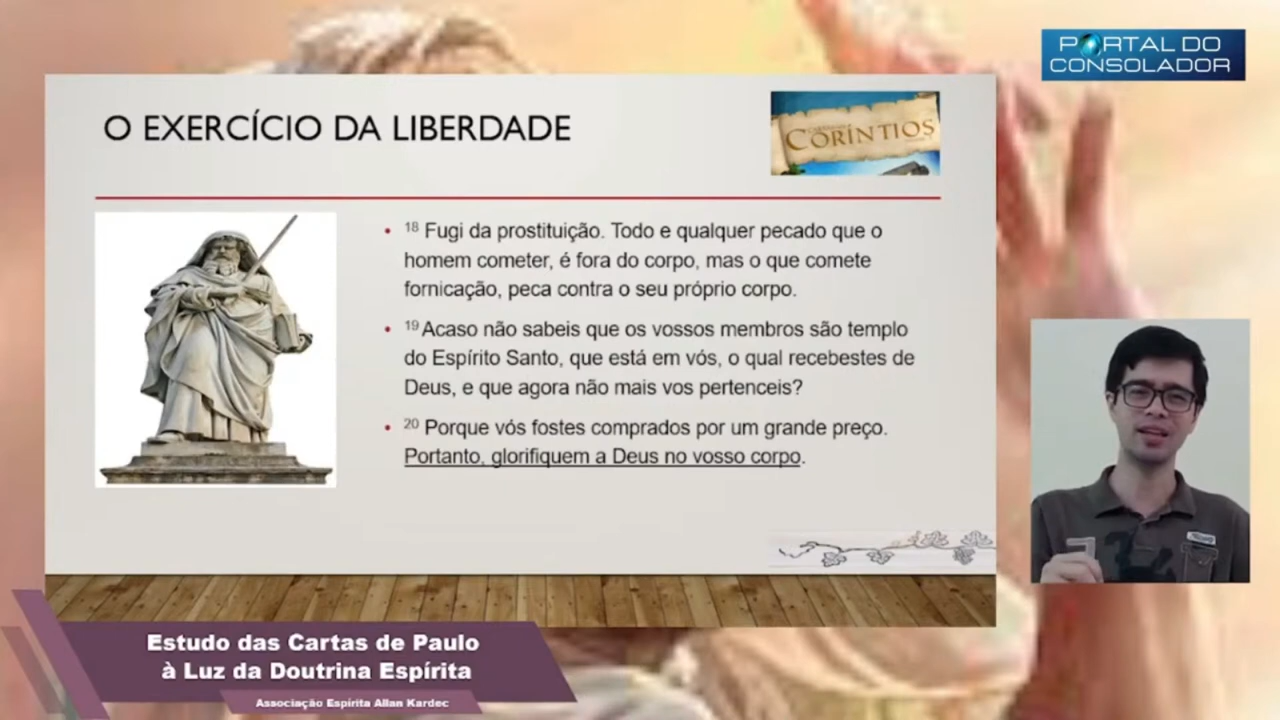 PORTAL DO
CONSOLADOR
O EXERCÍCIO DA LIBERDADE
CORÍNTIOS
• 18 Fugi da prostituição. Todo e qualquer pecado que o
homem cometer, é fora do corpo, mas o que comete
fornicação, peca contra o seu próprio corpo.
• 19 Acaso não sabeis que os vossos membros são templo
do Espírito Santo, que está em vós, o qual recebestes de
Deus, e que agora não mais vos pertenceis?
• 20 Porque vós fostes comprados por um grande preço.
Portanto, glorifiquem a Deus no vosso corpo.
Estudo das Cartas de Paulo
à Luz da Doutrina Espírita
Associação Espírita Allan Kardec